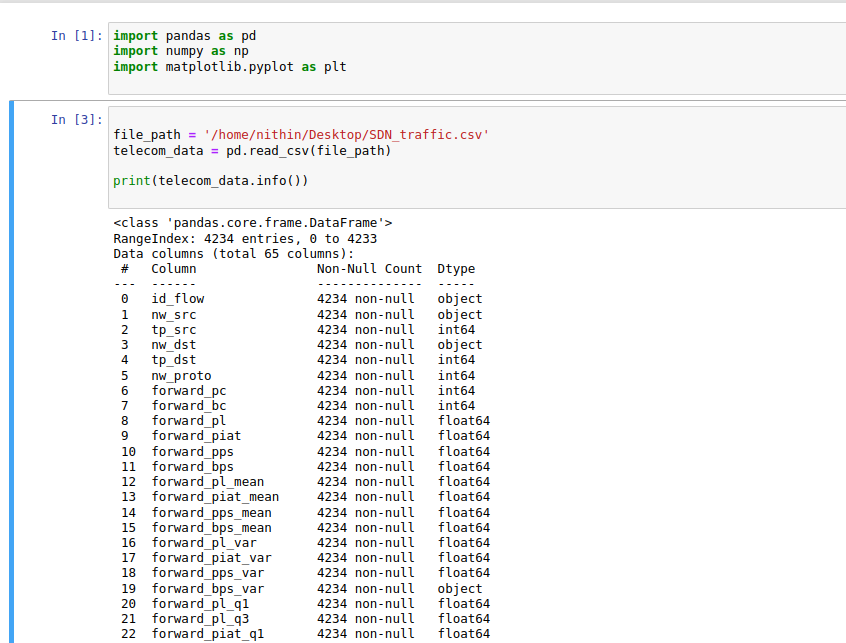 In [1]: import pandas as pd
import numpy as np
import matplotlib.pyplot as plt
In [3]:
file_path = '/home/nithin/Desktop/SDN_traffic.csv'
telecom_data = pd.read_csv(file_path)
print(telecom_data.info())
<class 'pandas.core.frame.DataFrame'>
RangeIndex: 4234 entries, 0 to 4233
Data columns (total 65 columns):
# Column Non-Null Count Dtype
--- ------ -------------- -----
0 id_flow 4234 non-null object
1 nw_src 4234 non-null object
2 tp_src 4234 non-null int64
3 nw_dst 4234 non-null object
4 tp_dst 4234 non-null int64
5 nw_proto 4234 non-null int64
6 forward_pc 4234 non-null int64
7 forward_bc 4234 non-null int64
8 forward_pl 4234 non-null float64
9 forward_piat 4234 non-null float64
10 forward_pps 4234 non-null float64
11 forward_bps 4234 non-null float64
12 forward_pl_mean 4234 non-null float64
13 forward_piat_mean 4234 non-null float64
14 forward_pps_mean 4234 non-null float64
15 forward_bps_mean 4234 non-null float64
16 forward_pl_var 4234 non-null float64
17 forward_piat_var 4234 non-null float64
18 forward_pps_var 4234 non-null float64
19 forward_bps_var 4234 non-null object
20 forward_pl_q1 4234 non-null float64
21 forward_pl_q3 4234 non-null float64
22 forward_piat_q1 4234 non-null float64